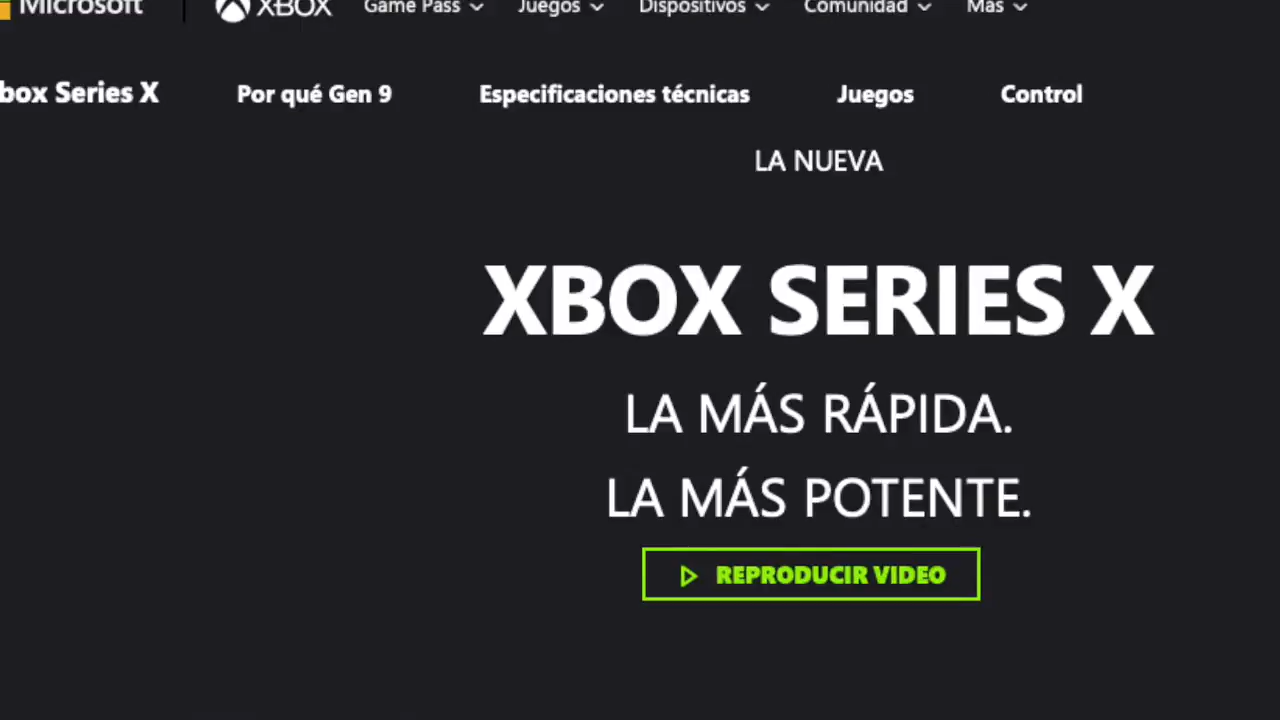 Microsoft XBOX Game Pass Juegos Dispositivos Comunidad Más
box Series X Por qué Gen 9 Especificaciones técnicas Juegos Control
LA NUEVA
XBOX SERIES X
LA MÁS RÁPIDA.
LA MÁS POTENTE.
REPRODUCIR VIDEO